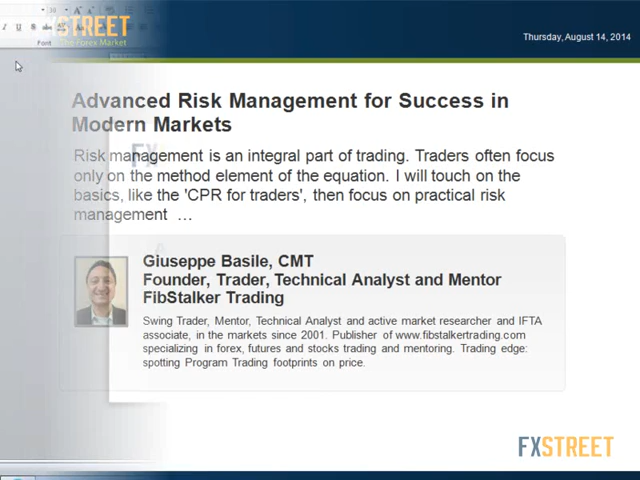 FXSTREET
The Forex Market
Font
Thursday, August 14, 2014
Advanced Risk Management for Success in
Modern Markets
Risk management is an integral part of trading. Traders often focus
only on the method element of the equation. I will touch on the
basics, like the 'CPR for traders', then focus on practical risk
management …
Giuseppe Basile, CMT
Founder, Trader, Technical Analyst and Mentor
FibStalker Trading
Swing Trader, Mentor, Technical Analyst and active market researcher and IFTA
associate, in the markets since 2001. Publisher of www.fibstalkertrading.com
specializing in forex, futures and stocks trading and mentoring. Trading edge:
spotting Program Trading footprints on price.
FXSTREET